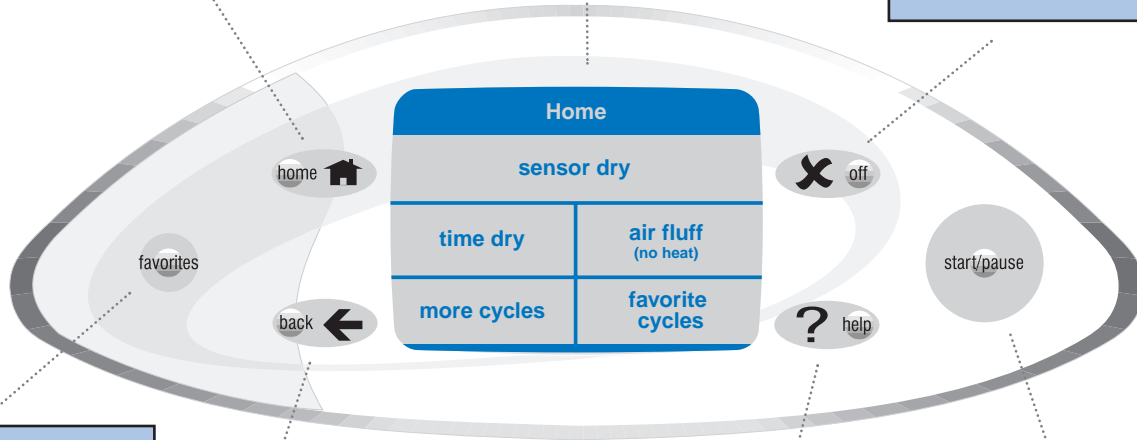 Home
sensor dry
home
off
time dry
air fluff
(no heat)
favorites
start/pause
more cycles
favorite
cycles
back
? help